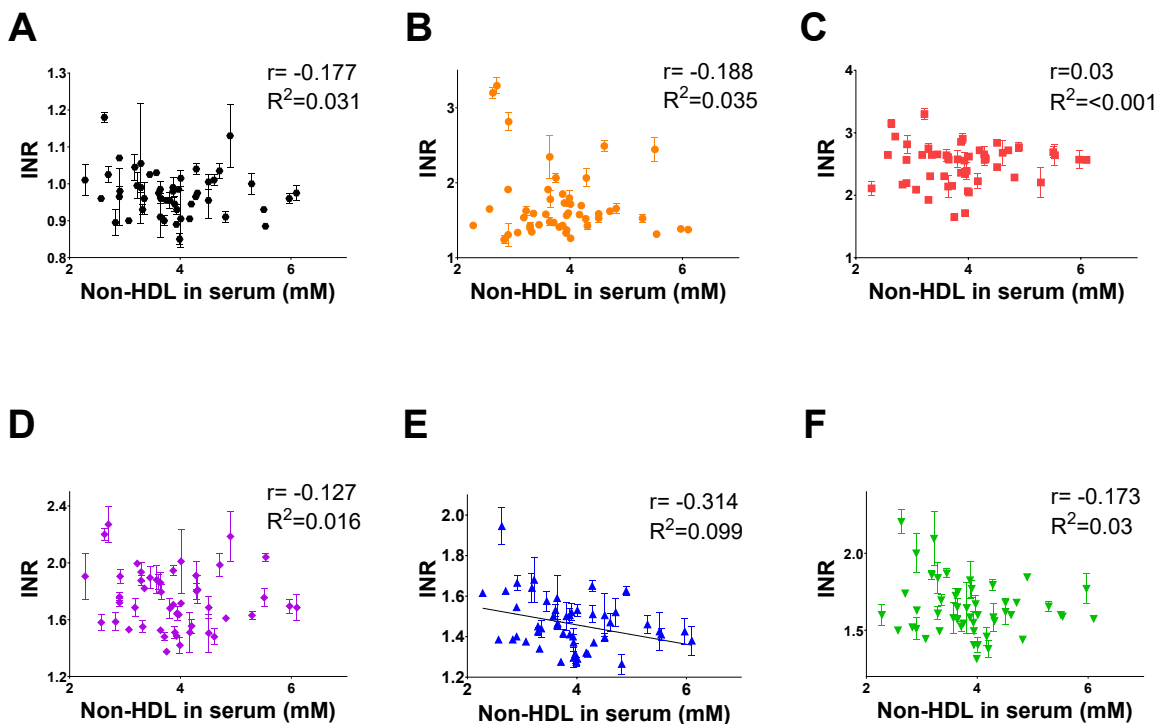 A
r= -0.177
R²=0.031
INR
1.3
1.2
1.1
1.0
0.9
0.8
2
4
6
Non-HDL in serum (mM)
B
r= -0.188
R²=0.035
INR
3
2
1
2
4
6
Non-HDL in serum (mM)
C
r=0.03
R²=<0.001
INR
4
3
2
1
2
4
6
Non-HDL in serum (mM)
D
r= -0.127
R²=0.016
INR
2.4
2.0
1.6
1.2
2
4
6
Non-HDL in serum (mM)
E
r= -0.314
R²=0.099
INR
2.0
1.8
1.6
1.4
1.2
2
4
6
Non-HDL in serum (mM)
F
r= -0.173
R²=0.03
INR
2.0
1.5
2
4
6
Non-HDL in serum (mM)